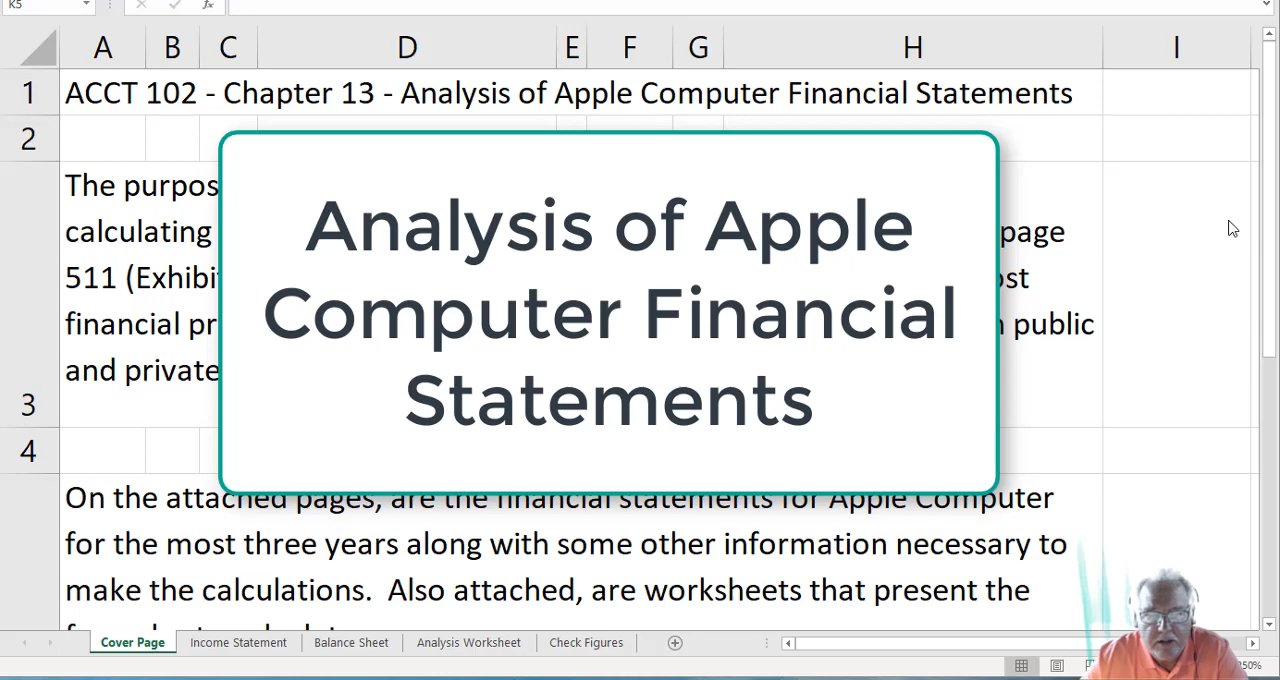 K5
fx
A B C D E F G H I
1 ACCT 102 - Chapter 13 - Analysis of Apple Computer Financial Statements
2
The purpos
calculating page
511 (Exhibi ost
financial pr n public
and private
3
Analysis of Apple
Computer Financial
Statements
4
On the attached pages, are the financial statements for Apple Computer
for the most three years along with some other information necessary to
make the calculations. Also attached, are worksheets that present the
Cover Page Income Statement Balance Sheet Analysis Worksheet Check Figures
250%